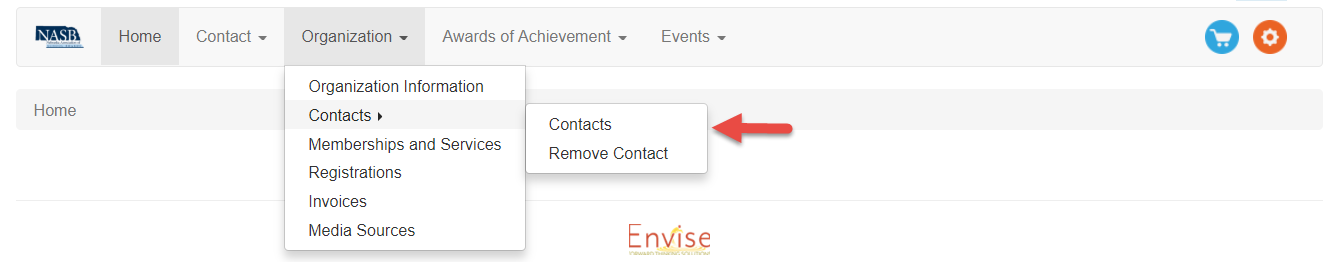 NASB
Home
Contact
Organization
Awards of Achievement
Events
Home
Organization Information
Contacts
Memberships and Services
Registrations
Invoices
Media Sources
Contacts
Remove Contact
Envise